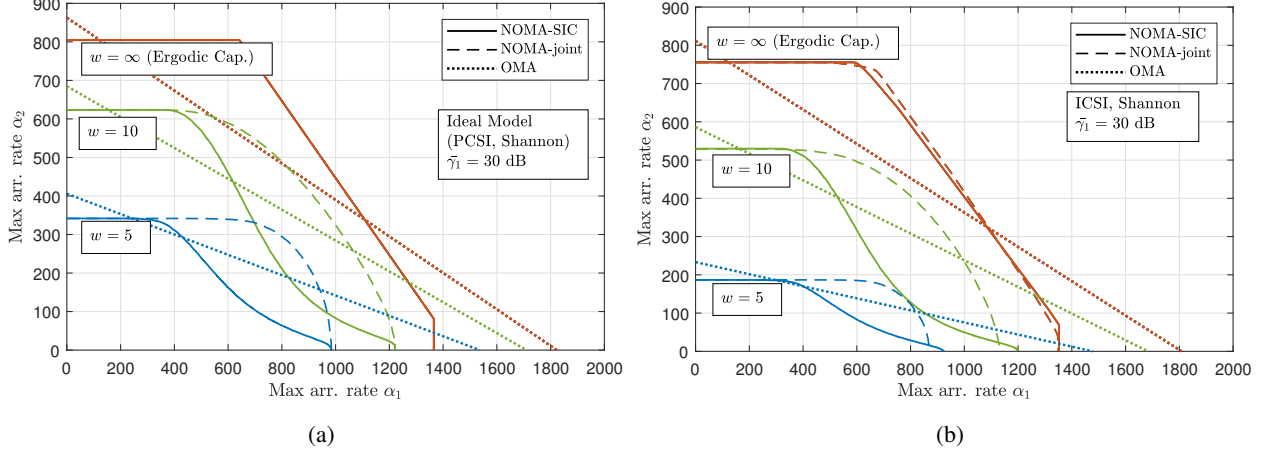 900
800
700
600
500
400
300
200
100
0
Max arr. rate α₂
w = ∞ (Ergodic Cap.)
w = 10
w = 5
NOMA-SIC
NOMA-joint
OMA
Ideal Model
(PCSI, Shannon)
γ̄₁ = 30 dB
0 200 400 600 800 1000 1200 1400 1600 1800 2000
Max arr. rate α₁
(a)
900
800
700
600
500
400
300
200
100
0
Max arr. rate α₂
w = ∞ (Ergodic Cap.)
w = 10
w = 5
NOMA-SIC
NOMA-joint
OMA
ICSI, Shannon
γ̄₁ = 30 dB
0 200 400 600 800 1000 1200 1400 1600 1800 2000
Max arr. rate α₁
(b)